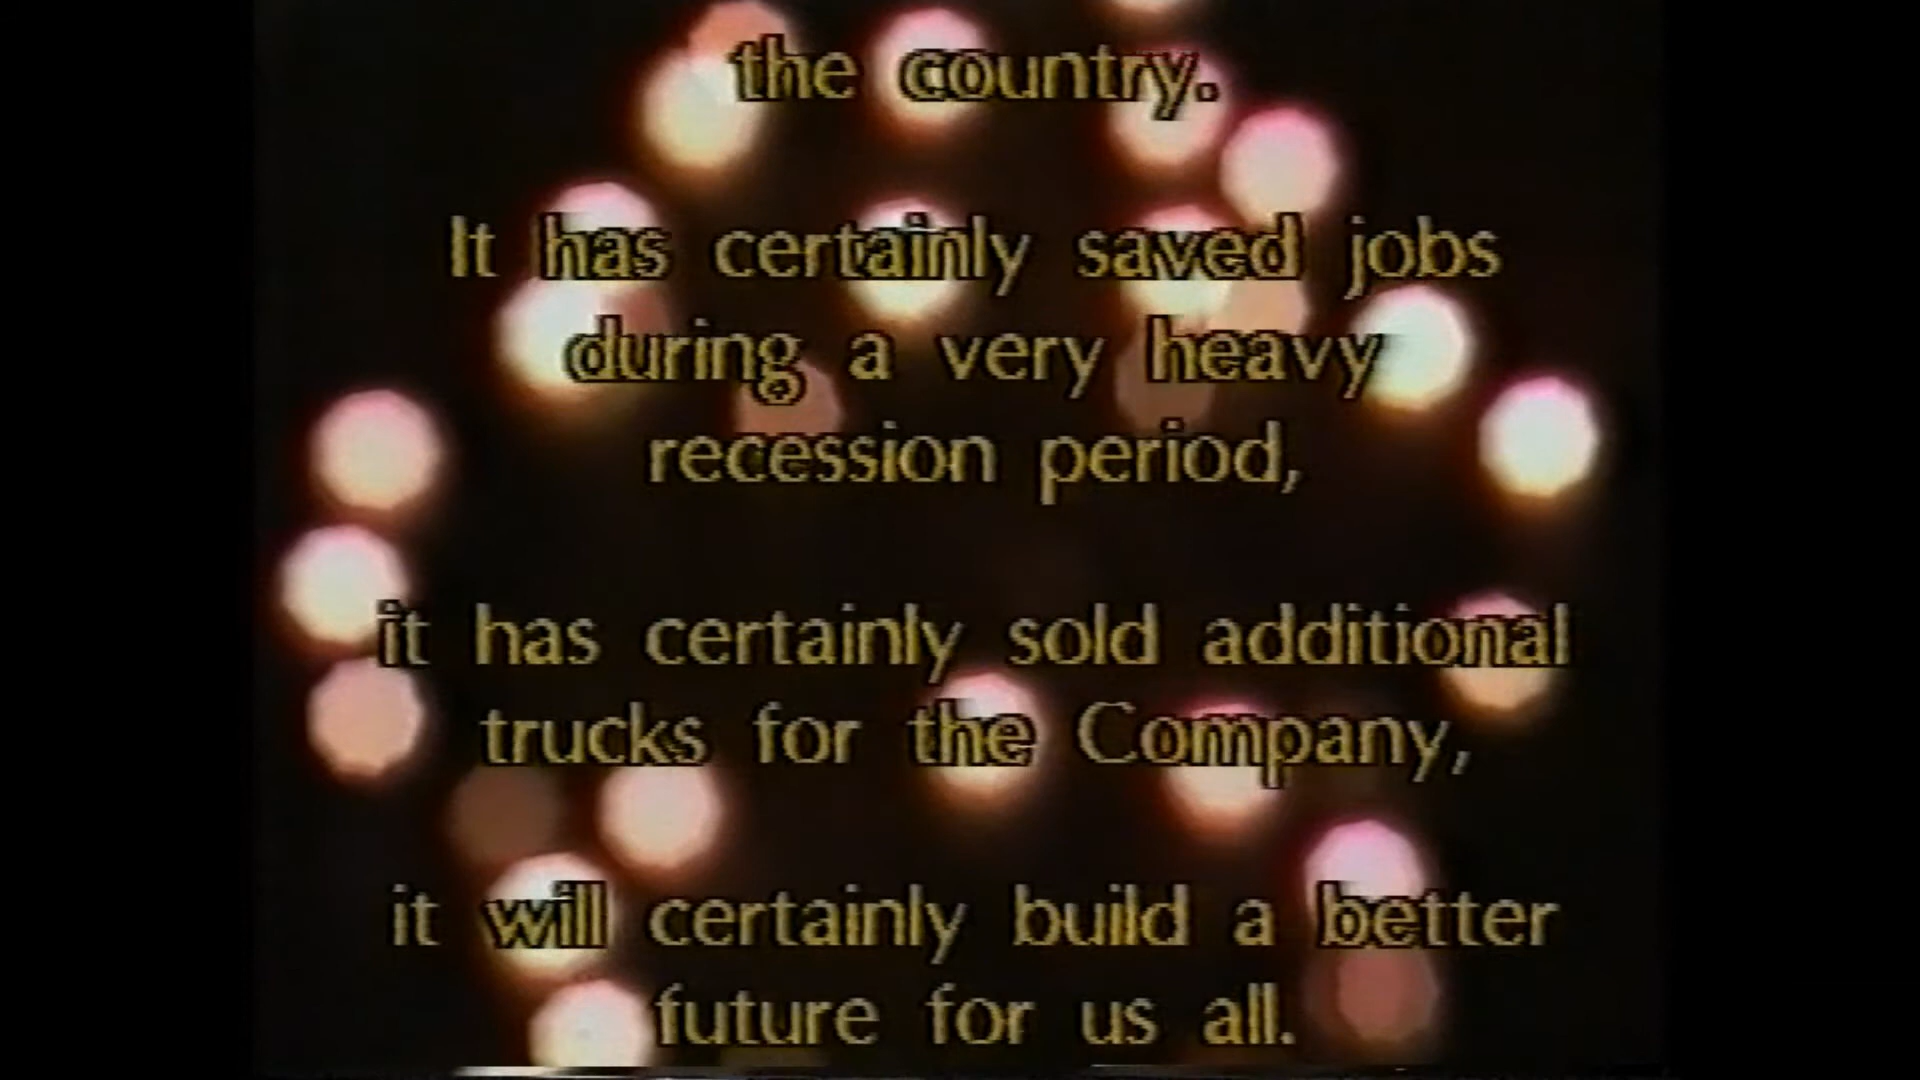 the country.
It has certainly saved jobs
during a very heavy
recession period,
it has certainly sold additional
trucks for the Company,
it will certainly build a better
future for us all.